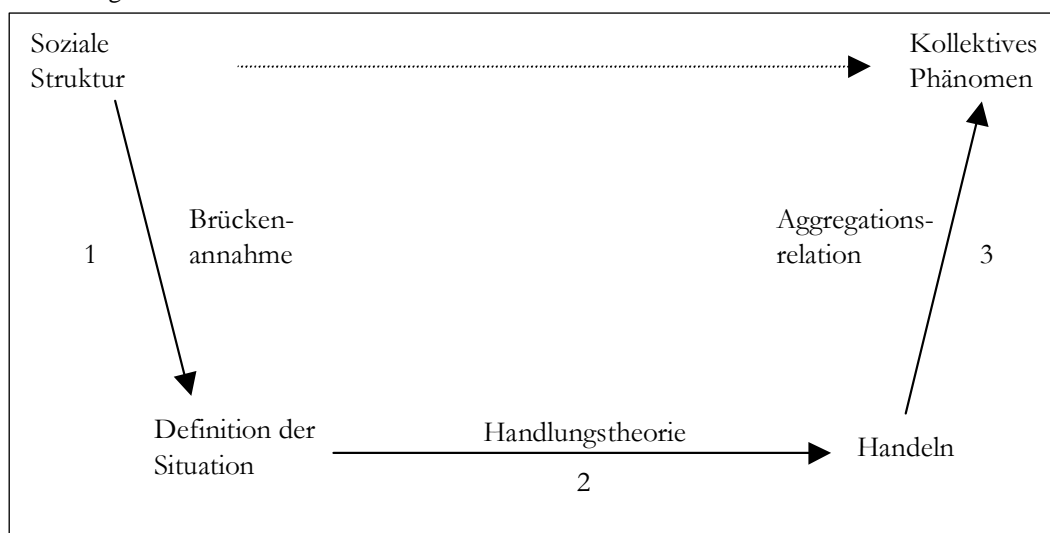 Soziale
Struktur
Kollektives
Phänomen
1
Brücken-
annahme
Aggregations-
relation
3
Definition der
Situation
Handlungstheorie
2
Handeln